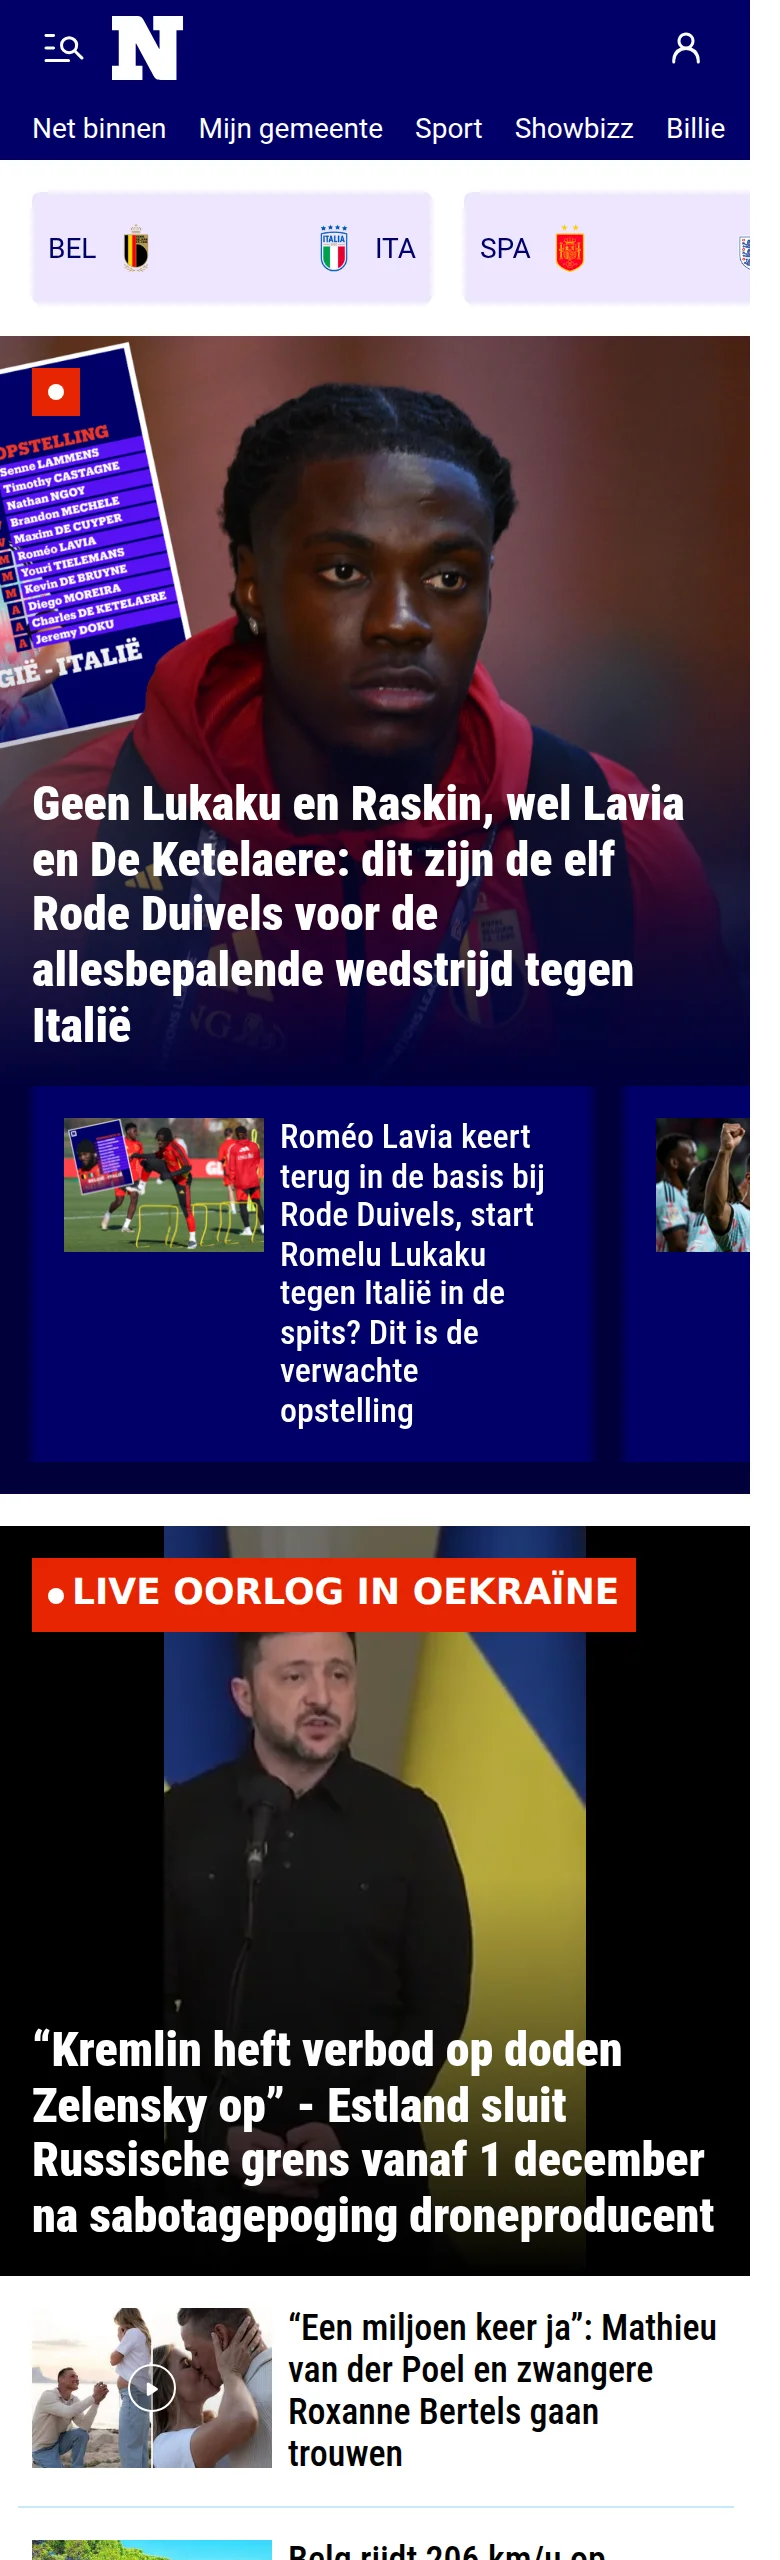 N
Net binnen Mijn gemeente Sport Showbizz Billie
BEL ITALIA ITA SPA
OPSTELLING
Senne LAMMENS
Timothy CASTAGNE
Nathan NGOY
Brandon MECHELE
Maxim DE CUYPER
M Roméo LAVIA
M Youri TIELEMANS
M Kevin DE BRUYNE
A Diego MOREIRA
A Charles DE KETELAERE
A Jeremy DOKU
GIË - ITALIË
Geen Lukaku en Raskin, wel Lavia
en De Ketelaere: dit zijn de elf
Rode Duivels voor de
allesbepalende wedstrijd tegen
Italië
Roméo Lavia keert
terug in de basis bij
Rode Duivels, start
Romelu Lukaku
tegen Italië in de
spits? Dit is de
verwachte
opstelling
LIVE OORLOG IN OEKRAÏNE
“Kremlin heft verbod op doden
Zelensky op” - Estland sluit
Russische grens vanaf 1 december
na sabotagepoging droneproducent
“Een miljoen keer ja”: Mathieu
van der Poel en zwangere
Roxanne Bertels gaan
trouwen
Belg rijdt 206 km/u op